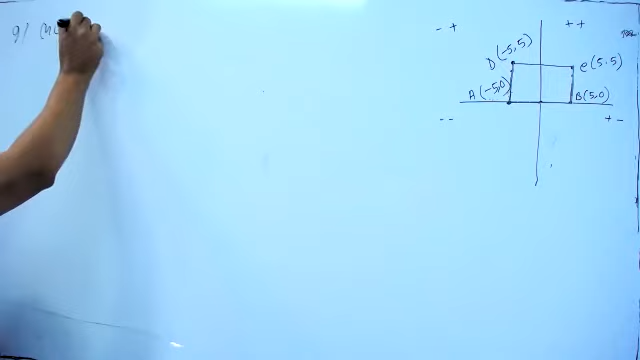 9)
- +
+ +
D (-5,5)
C (5.5)
A (-5,0)
B (5,0)
- -
+ -